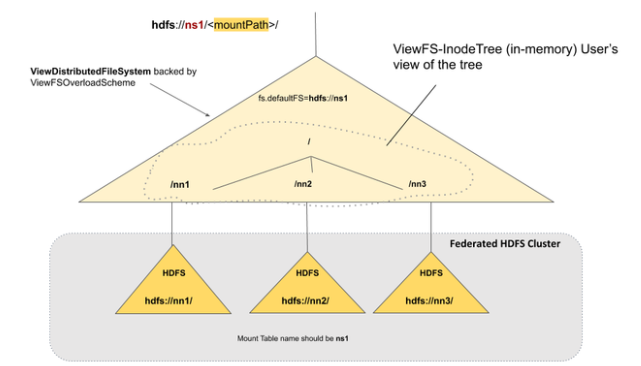 hdfs://ns1/<mountPath>/
ViewFS-InodeTree (in-memory) User's
view of the tree
ViewDistributedFileSystem backed by
ViewFSOverloadScheme
fs.defaultFS=hdfs://ns1
/
/nn1
/nn2
/nn3
Federated HDFS Cluster
HDFS
hdfs://nn1/
HDFS
hdfs://nn2/
HDFS
hdfs://nn3/
Mount Table name should be ns1